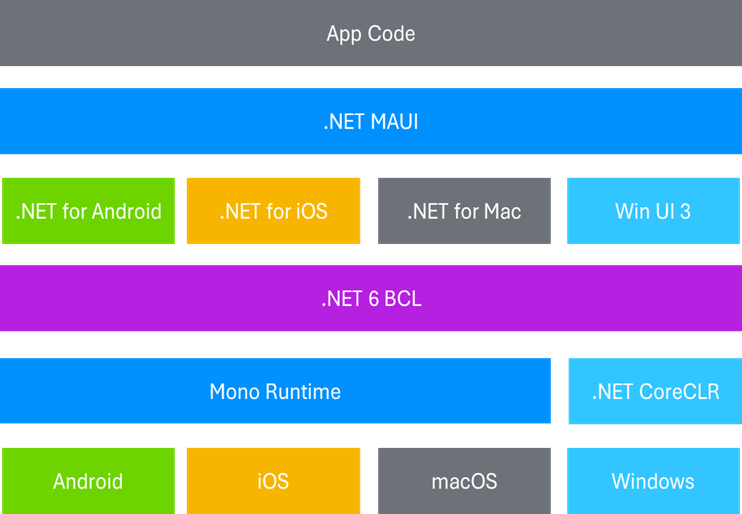 App Code
.NET MAUI
.NET for Android
.NET for iOS
.NET for Mac
Win UI 3
.NET 6 BCL
Mono Runtime
.NET CoreCLR
Android
iOS
macOS
Windows